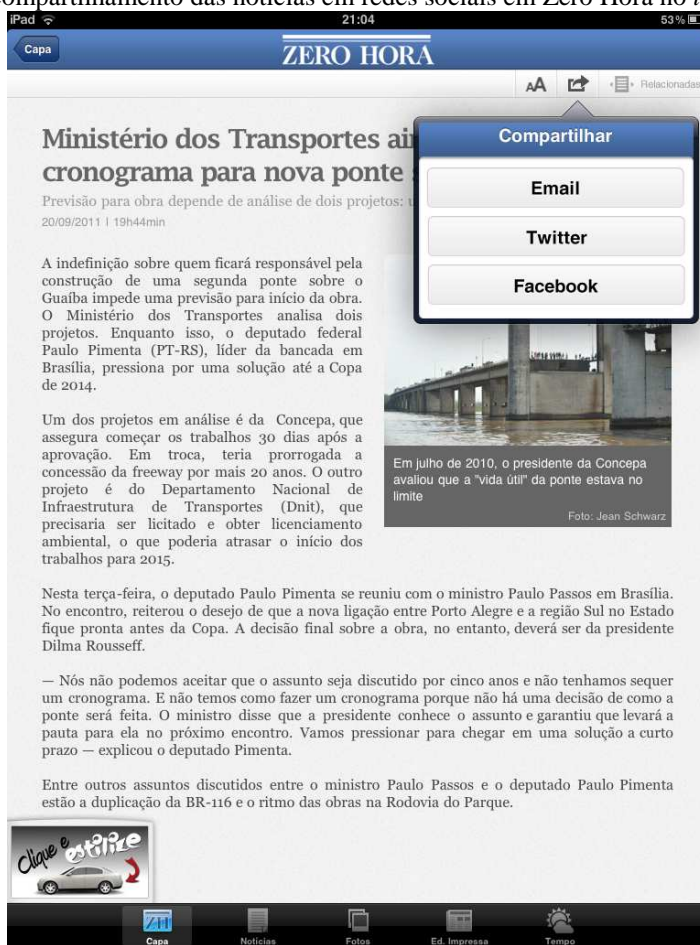 compartilhamento das notícias em redes sociais em Zero Hora no
iPad 21:04 53%
Capa
ZERO HORA
AA Relacionadas
Compartilhar
Email
Twitter
Facebook
Ministério dos Transportes
cronograma para nova ponte
Previsão para obra depende de análise de dois projetos:
20/09/2011 | 19h44min
A indefinição sobre quem ficará responsável pela
construção de uma segunda ponte sobre o
Guaíba impede uma previsão para início da obra.
O Ministério dos Transportes analisa dois
projetos. Enquanto isso, o deputado federal
Paulo Pimenta (PT-RS), líder da bancada em
Brasília, pressiona por uma solução até a Copa
de 2014.
Um dos projetos em análise é da Concepa, que
assegura começar os trabalhos 30 dias após a
aprovação. Em troca, teria prorrogada a
concessão da freeway por mais 20 anos. O outro
projeto é do Departamento Nacional de
Infraestrutura de Transportes (Dnit), que
precisaria ser licitado e obter licenciamento
ambiental, o que poderia atrasar o início dos
trabalhos para 2015.
Em julho de 2010, o presidente da Concepa
avaliou que a "vida útil" da ponte estava no
limite
Foto: Jean Schwarz
Nesta terça-feira, o deputado Paulo Pimenta se reuniu com o ministro Paulo Passos em Brasília.
No encontro, reiterou o desejo de que a nova ligação entre Porto Alegre e a região Sul no Estado
fique pronta antes da Copa. A decisão final sobre a obra, no entanto, deverá ser da presidente
Dilma Rousseff.
— Nós não podemos aceitar que o assunto seja discutido por cinco anos e não tenhamos sequer
um cronograma. E não temos como fazer um cronograma porque não há uma decisão de como a
ponte será feita. O ministro disse que a presidente conhece o assunto e garantiu que levará a
pauta para ela no próximo encontro. Vamos pressionar para chegar em uma solução a curto
prazo — explicou o deputado Pimenta.
Entre outros assuntos discutidos entre o ministro Paulo Passos e o deputado Paulo Pimenta
estão a duplicação da BR-116 e o ritmo das obras na Rodovia do Parque.
Clique e estilize
ZH
Capa Notícias Fotos Ed. Impressa Tempo